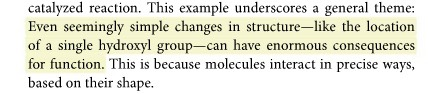 catalyzed reaction. This example underscores a general theme:
Even seemingly simple changes in structure—like the location
of a single hydroxyl group—can have enormous consequences
for function. This is because molecules interact in precise ways,
based on their shape.